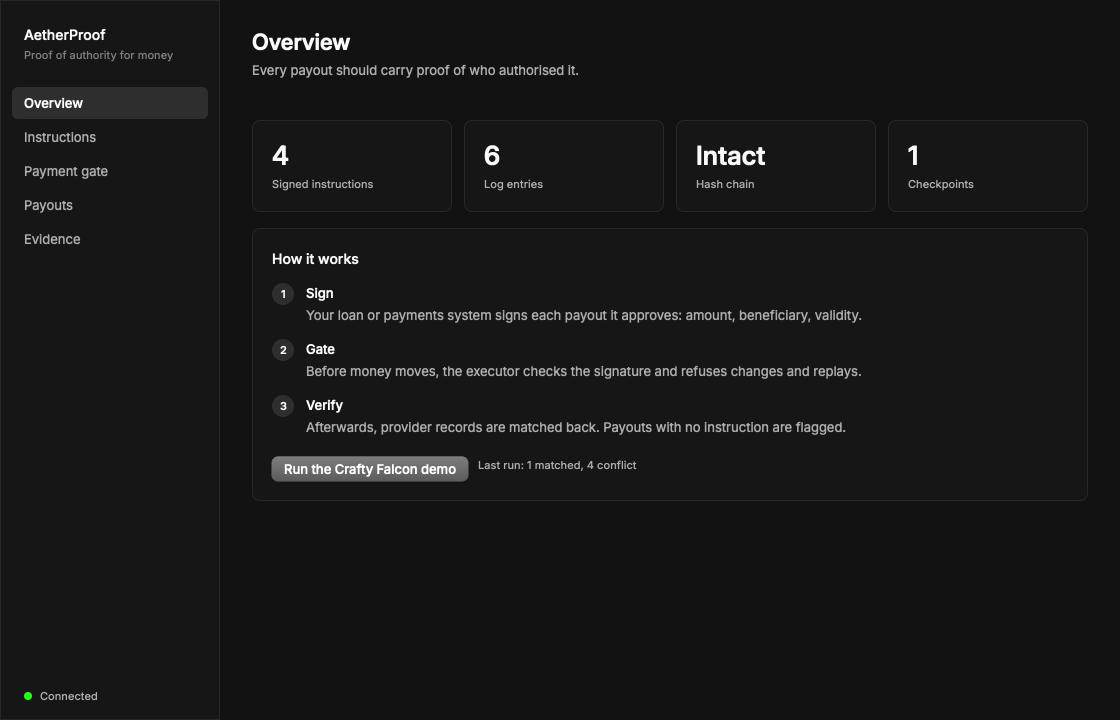 AetherProof
Proof of authority for money
Overview
Instructions
Payment gate
Payouts
Evidence
Connected
Overview
Every payout should carry proof of who authorised it.
4
Signed instructions
6
Log entries
Intact
Hash chain
1
Checkpoints
How it works
1
Sign
Your loan or payments system signs each payout it approves: amount, beneficiary, validity.
2
Gate
Before money moves, the executor checks the signature and refuses changes and replays.
3
Verify
Afterwards, provider records are matched back. Payouts with no instruction are flagged.
Run the Crafty Falcon demo
Last run: 1 matched, 4 conflict